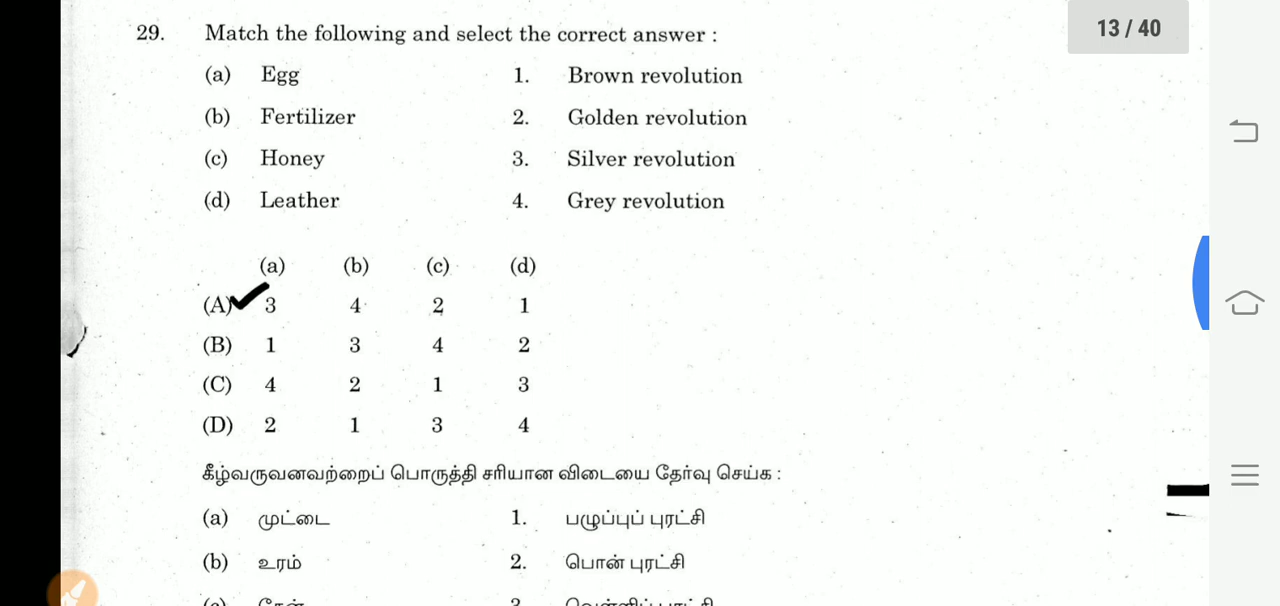 13 / 40
29. Match the following and select the correct answer :
(a) Egg 1. Brown revolution
(b) Fertilizer 2. Golden revolution
(c) Honey 3. Silver revolution
(d) Leather 4. Grey revolution
(a) (b) (c) (d)
(A) 3 4 2 1
(B) 1 3 4 2
(C) 4 2 1 3
(D) 2 1 3 4
கீழ்வருவனவற்றைப் பொருத்தி சரியான விடையை தேர்வு செய்க :
(a) முட்டை 1. பழுப்புப் புரட்சி
(b) உரம் 2. பொன் புரட்சி